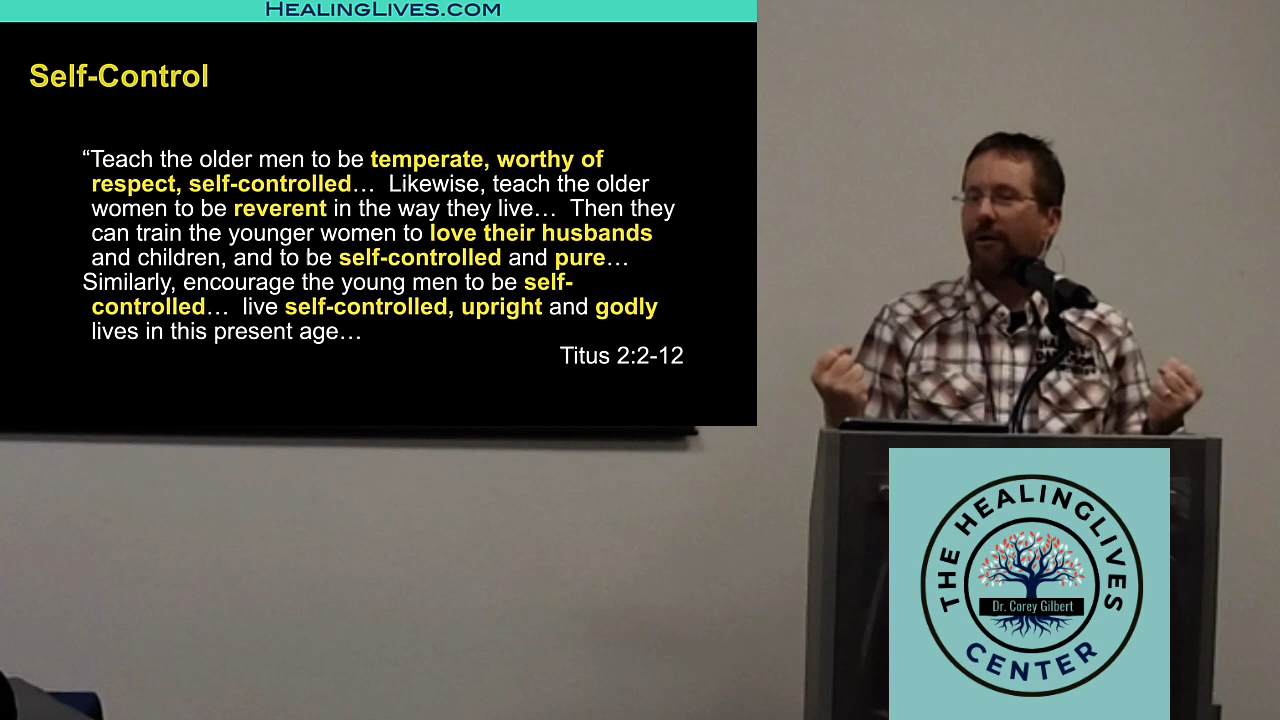 HEALINGLIVES.COM
Self-Control
“Teach the older men to be temperate, worthy of
respect, self-controlled… Likewise, teach the older
women to be reverent in the way they live… Then they
can train the younger women to love their husbands
and children, and to be self-controlled and pure…
Similarly, encourage the young men to be self-
controlled… live self-controlled, upright and godly
lives in this present age…
Titus 2:2-12
THE HEALINGLIVES
Dr. Corey Gilbert
CENTER